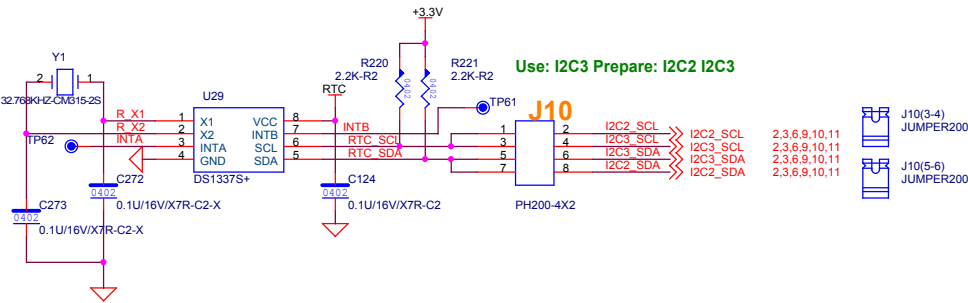 +3.3V
Y1
2
1
32.768KHZ-CM315-2S
R220
2.2K-R2
0402
R221
2.2K-R2
0402
Use: I2C3 Prepare: I2C2 I2C3
U29
RTC
TP61
J10
R_X1
R_X2
INTA
TP62
1
2
3
4
X1
X2
INTA
GND
VCC
INTB
SCL
SDA
8
7
6
5
DS1337S+
INTB
RTC_SCL
RTC_SDA
1
3
5
7
2
4
6
8
PH200-4X2
I2C2_SCL
I2C3_SCL
I2C3_SDA
I2C2_SDA
I2C2_SCL 2,3,6,9,10,11
I2C3_SCL 2,3,6,9,10,11
I2C3_SDA 2,3,6,9,10,11
I2C2_SDA 2,3,6,9,10,11
J10(3-4)
JUMPER200
J10(5-6)
JUMPER200
C272
0402
0.1U/16V/X7R-C2-X
C273
0402
0.1U/16V/X7R-C2-X
C124
0402
0.1U/16V/X7R-C2